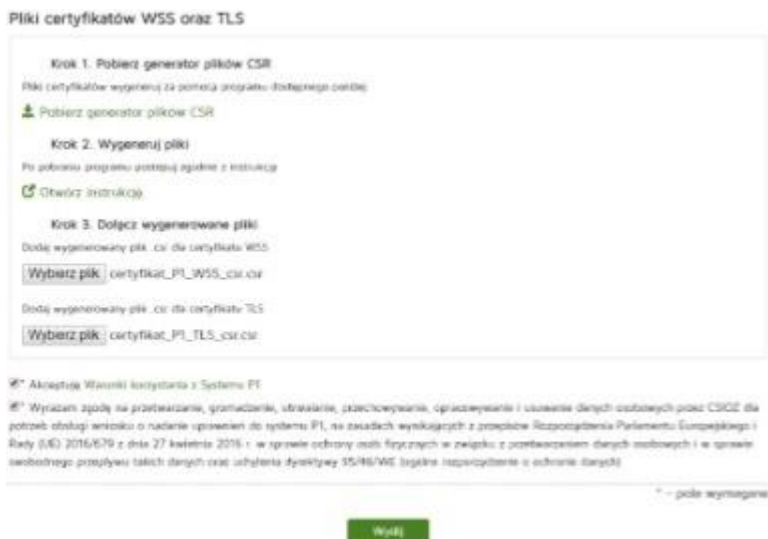 Pliki certyfikatów WSS oraz TLS
Krok 1. Pobierz generator plików CSR
Pliki certyfikatów wygeneruj za pomocą programu dostępnego poniżej
Pobierz generator plików CSR
Krok 2. Wygeneruj pliki
Po pobraniu programu postępuj zgodnie z instrukcją
Otwórz instrukcję
Krok 3. Dołącz wygenerowane pliki
Dodaj wygenerowany plik .csr dla certyfikatu WSS
Wybierz plik certyfikat_P1_WSS_csr.csr
Dodaj wygenerowany plik .csr dla certyfikatu TLS
Wybierz plik certyfikat_P1_TLS_csr.csr
* Akceptuję Warunki korzystania z Systemu P1
* Wyrażam zgodę na przetwarzanie, gromadzenie, utrwalanie, przechowywanie, opracowywanie i usuwanie danych osobowych przez CSIOZ dla
potrzeb obsługi wniosku o nadanie uprawnień do systemu P1, na zasadach wynikających z przepisów Rozporządzenia Parlamentu Europejskiego i
Rady (UE) 2016/679 z dnia 27 kwietnia 2016 r. w sprawie ochrony osób fizycznych w związku z przetwarzaniem danych osobowych i w sprawie
swobodnego przepływu takich danych oraz uchylenia dyrektywy 95/46/WE (ogólne rozporządzenie o ochronie danych)
* - pole wymagane
Wyślij